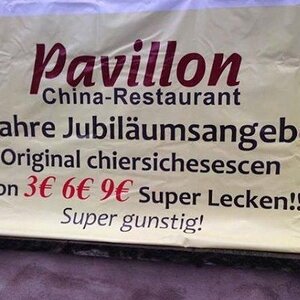 Pavillon
China-Restaurant
ahre Jubiläumsangeb
Original chiersichesescen
on 3€ 6€ 9€ Super Lecken!!
Super gunstig!